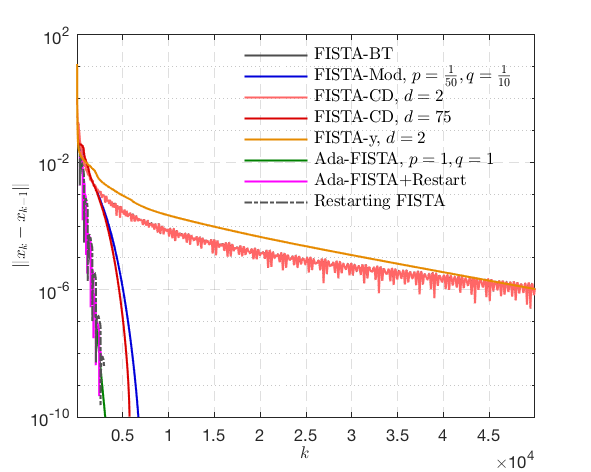 10^2
FISTA-BT
FISTA-Mod, p = 1/50, q = 1/10
FISTA-CD, d = 2
FISTA-CD, d = 75
FISTA-y, d = 2
Ada-FISTA, p = 1, q = 1
Ada-FISTA+Restart
Restarting FISTA
10^-2
||x_k − x_{k−1}||
10^-6
10^-10
0.5 1 1.5 2 2.5 3 3.5 4 4.5
k
×10^4